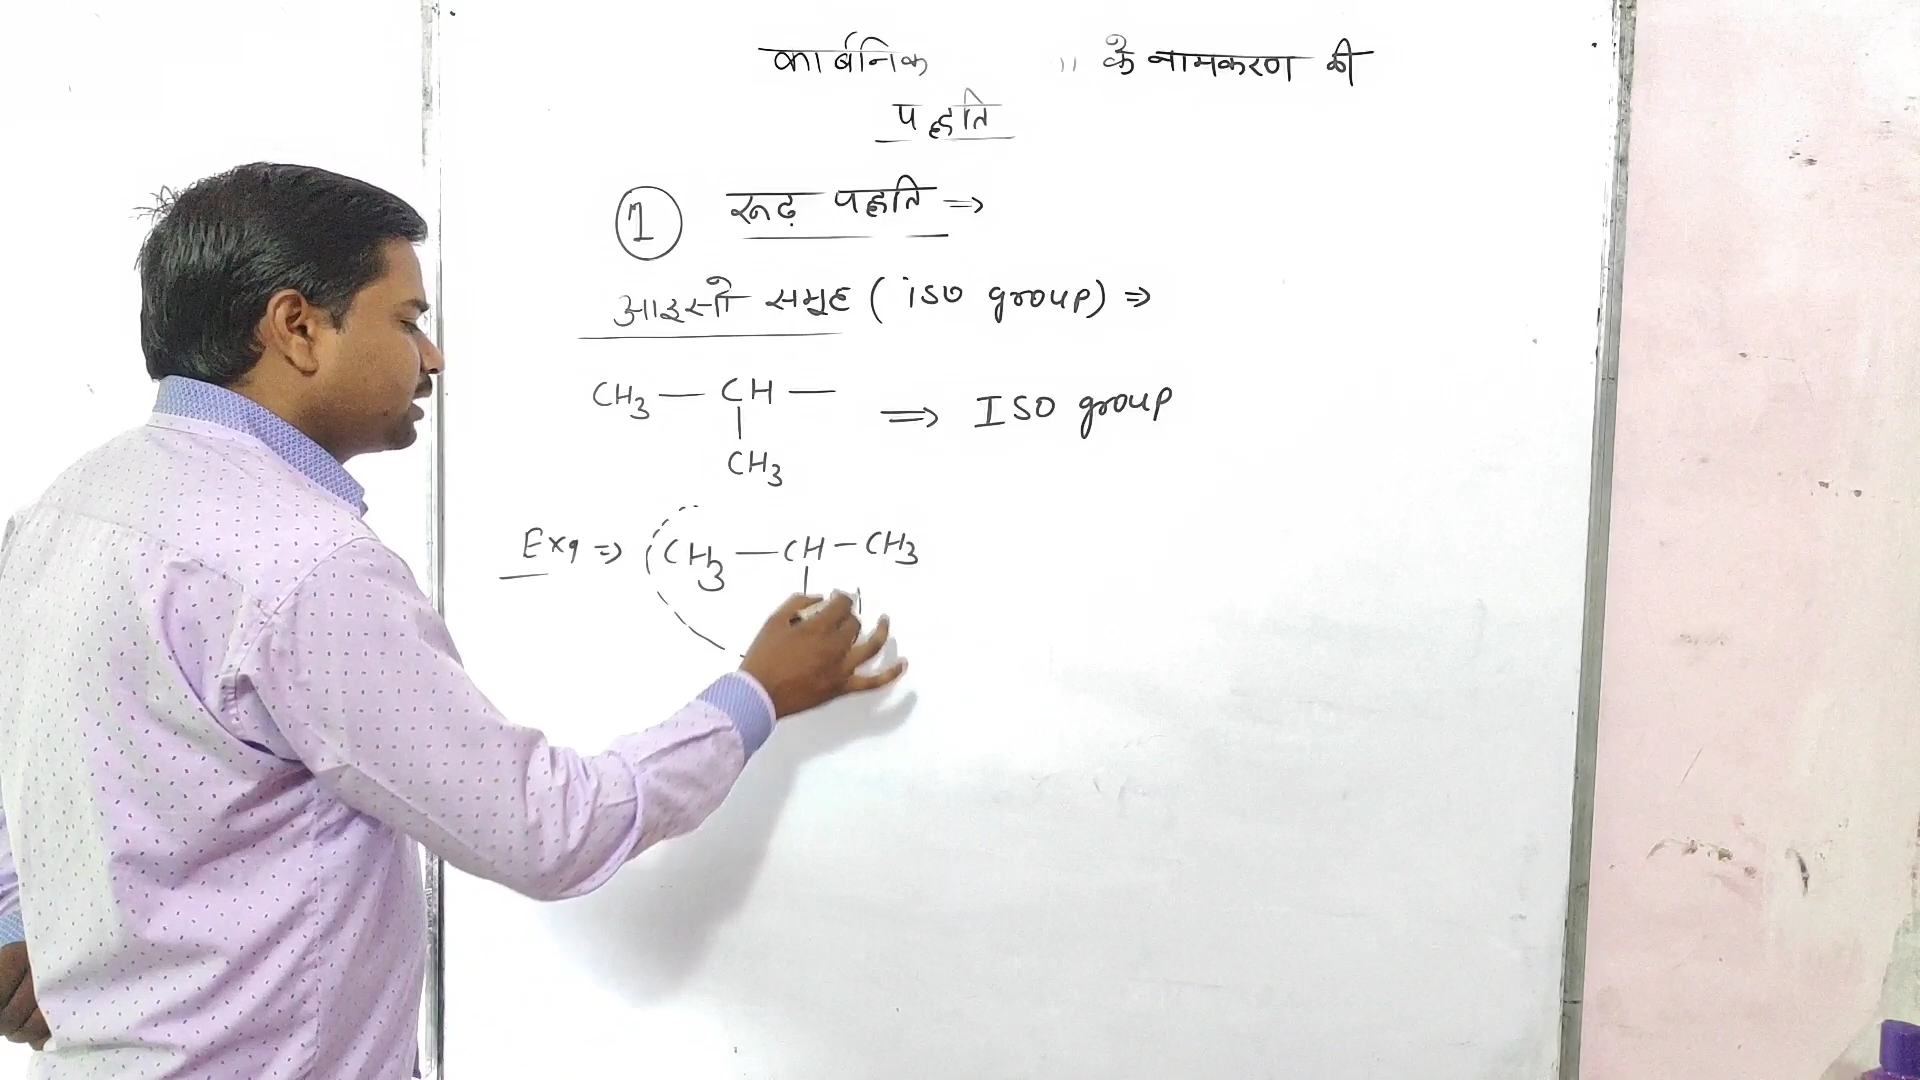 कार्बनिक के नामकरण की
पद्धति
1 रूढ़ पद्धति ⇒
आइसो समूह ( iso group) ⇒
CH3 — CH —
|
CH3
⇒ ISO group
Exa ⇒ CH3 — CH – CH3
|